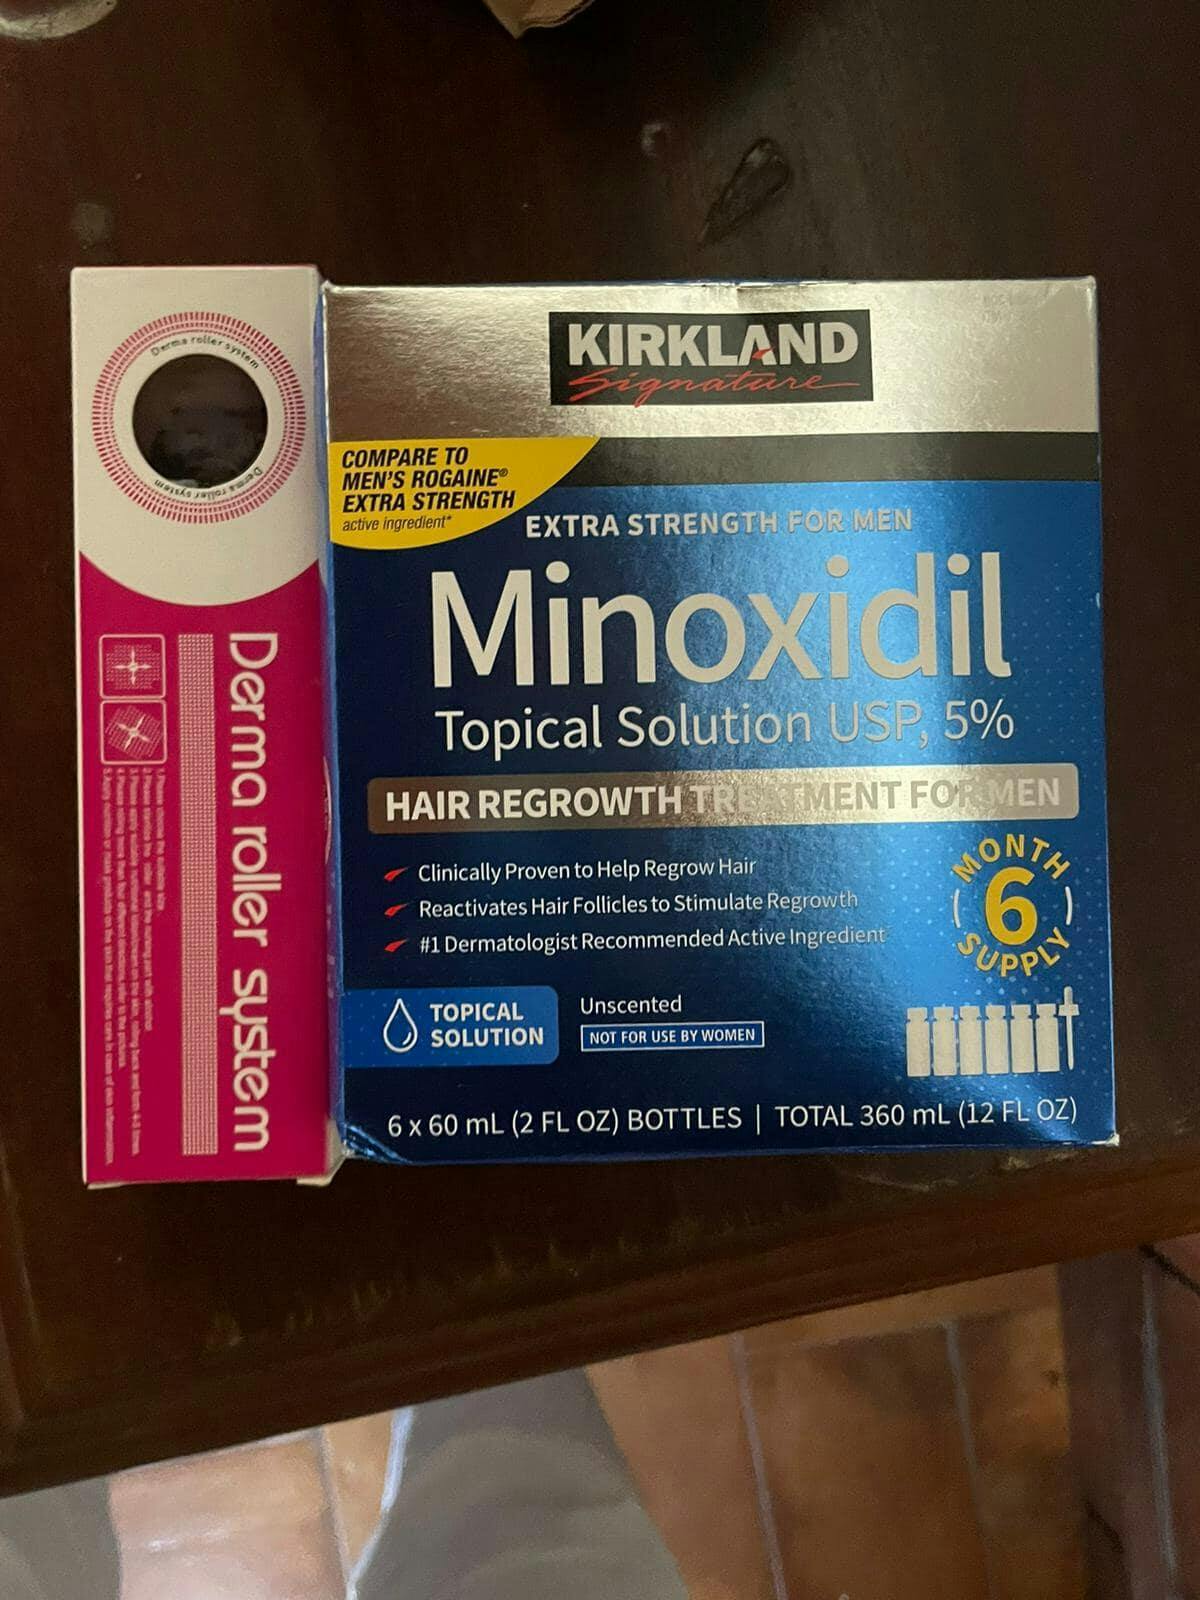 Derma roller system
Derma roller system
Derma roller system
KIRKLAND
Signature
COMPARE TO
MEN'S ROGAINE®
EXTRA STRENGTH
active ingredient*
EXTRA STRENGTH FOR MEN
Minoxidil
Topical Solution USP, 5%
HAIR REGROWTH TREATMENT FOR MEN
Clinically Proven to Help Regrow Hair
Reactivates Hair Follicles to Stimulate Regrowth
#1 Dermatologist Recommended Active Ingredient
MONTH
6
SUPPLY
TOPICAL
SOLUTION
Unscented
NOT FOR USE BY WOMEN
6 x 60 mL (2 FL OZ) BOTTLES | TOTAL 360 mL (12 FL OZ)